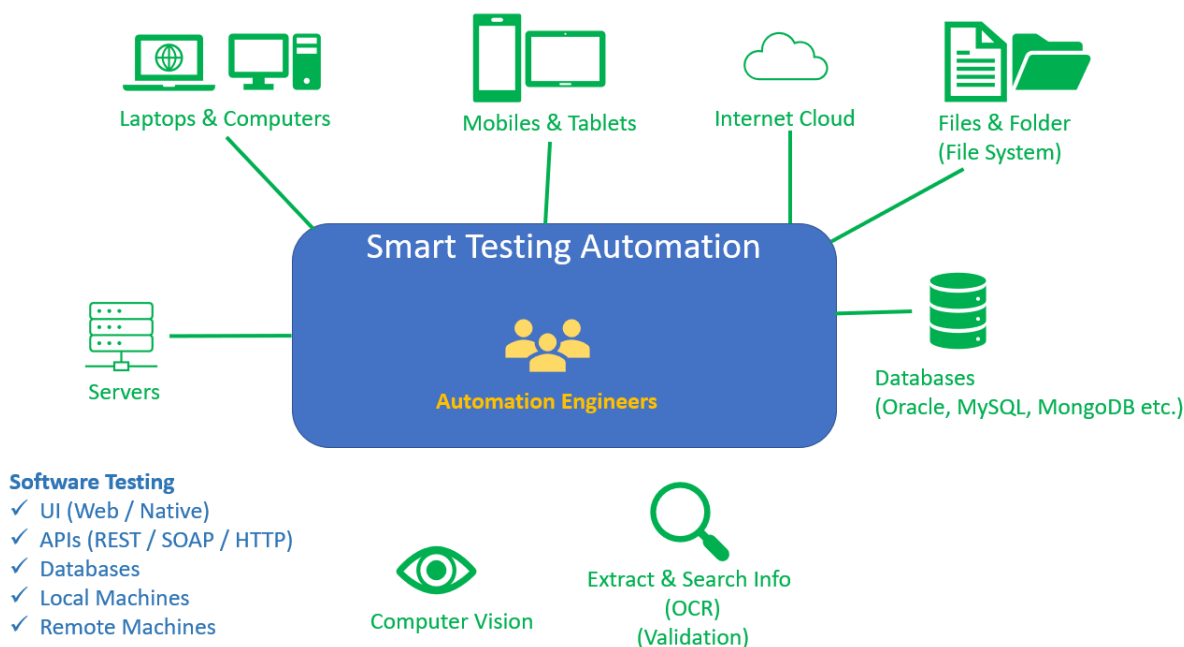 Laptops & Computers
Mobiles & Tablets
Internet Cloud
Files & Folder
(File System)
Smart Testing Automation
Automation Engineers
Servers
Databases
(Oracle, MySQL, MongoDB etc.)
Software Testing
✓ UI (Web / Native)
✓ APIs (REST / SOAP / HTTP)
✓ Databases
✓ Local Machines
✓ Remote Machines
Computer Vision
Extract & Search Info
(OCR)
(Validation)